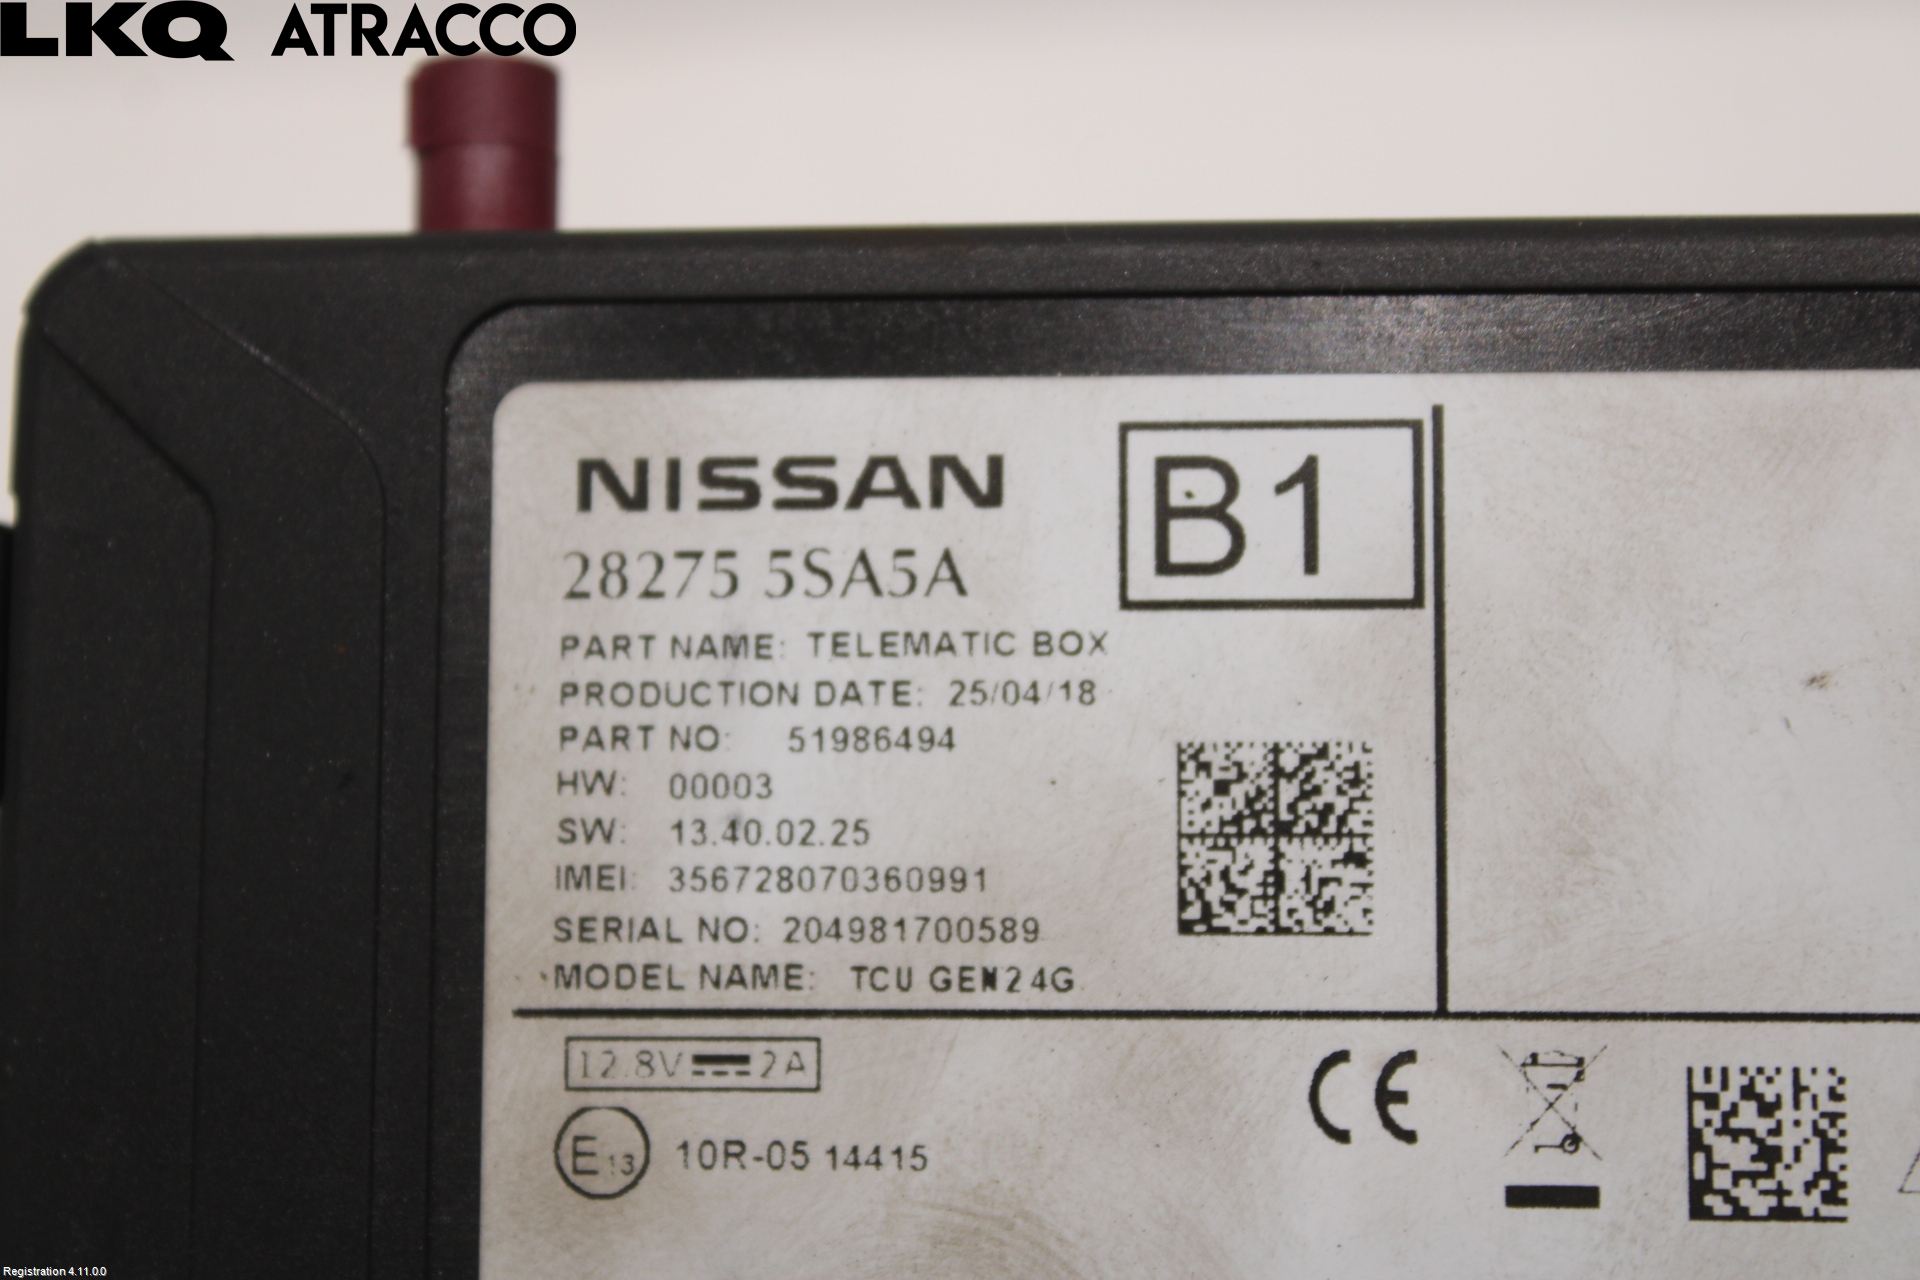 LKQ ATRACCO
NISSAN
B1
28275 5SA5A
PART NAME: TELEMATIC BOX
PRODUCTION DATE: 25/04/18
PART NO: 51986494
HW: 00003
SW: 13.40.02.25
IMEI: 356728070360991
SERIAL NO: 204981700589
MODEL NAME: TCU GEN2 4G
12.8V 2A
CE
E13 10R-05 14415
Registration 4.11.0.0